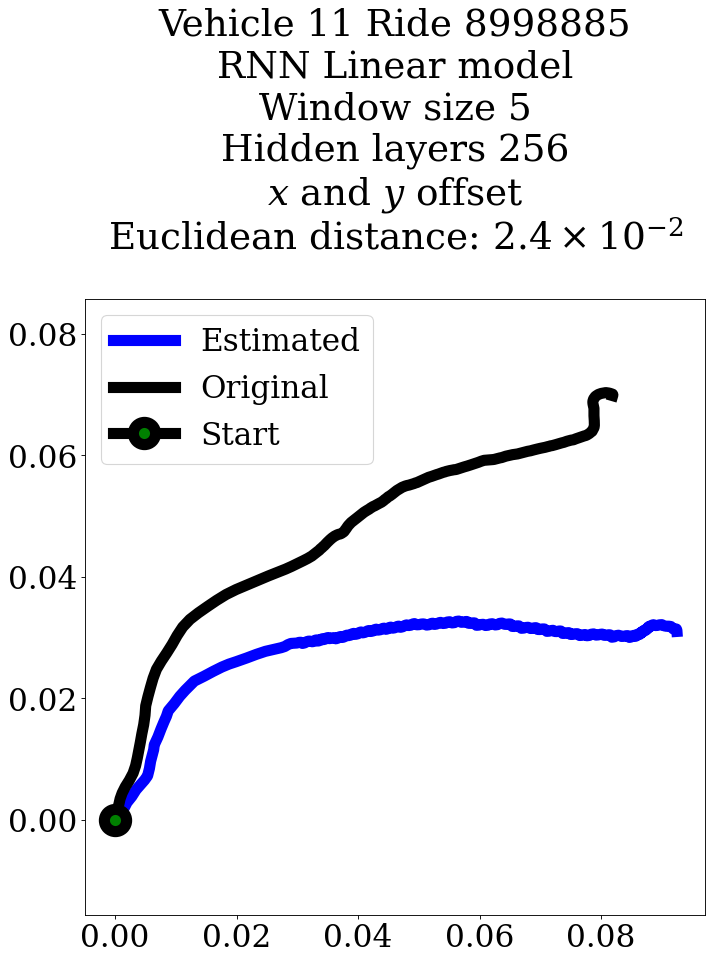 Vehicle 11 Ride 8998885
RNN Linear model
Window size 5
Hidden layers 256
x and y offset
Euclidean distance: 2.4 × 10⁻²
Estimated
Original
Start
0.08
0.06
0.04
0.02
0.00
0.00 0.02 0.04 0.06 0.08